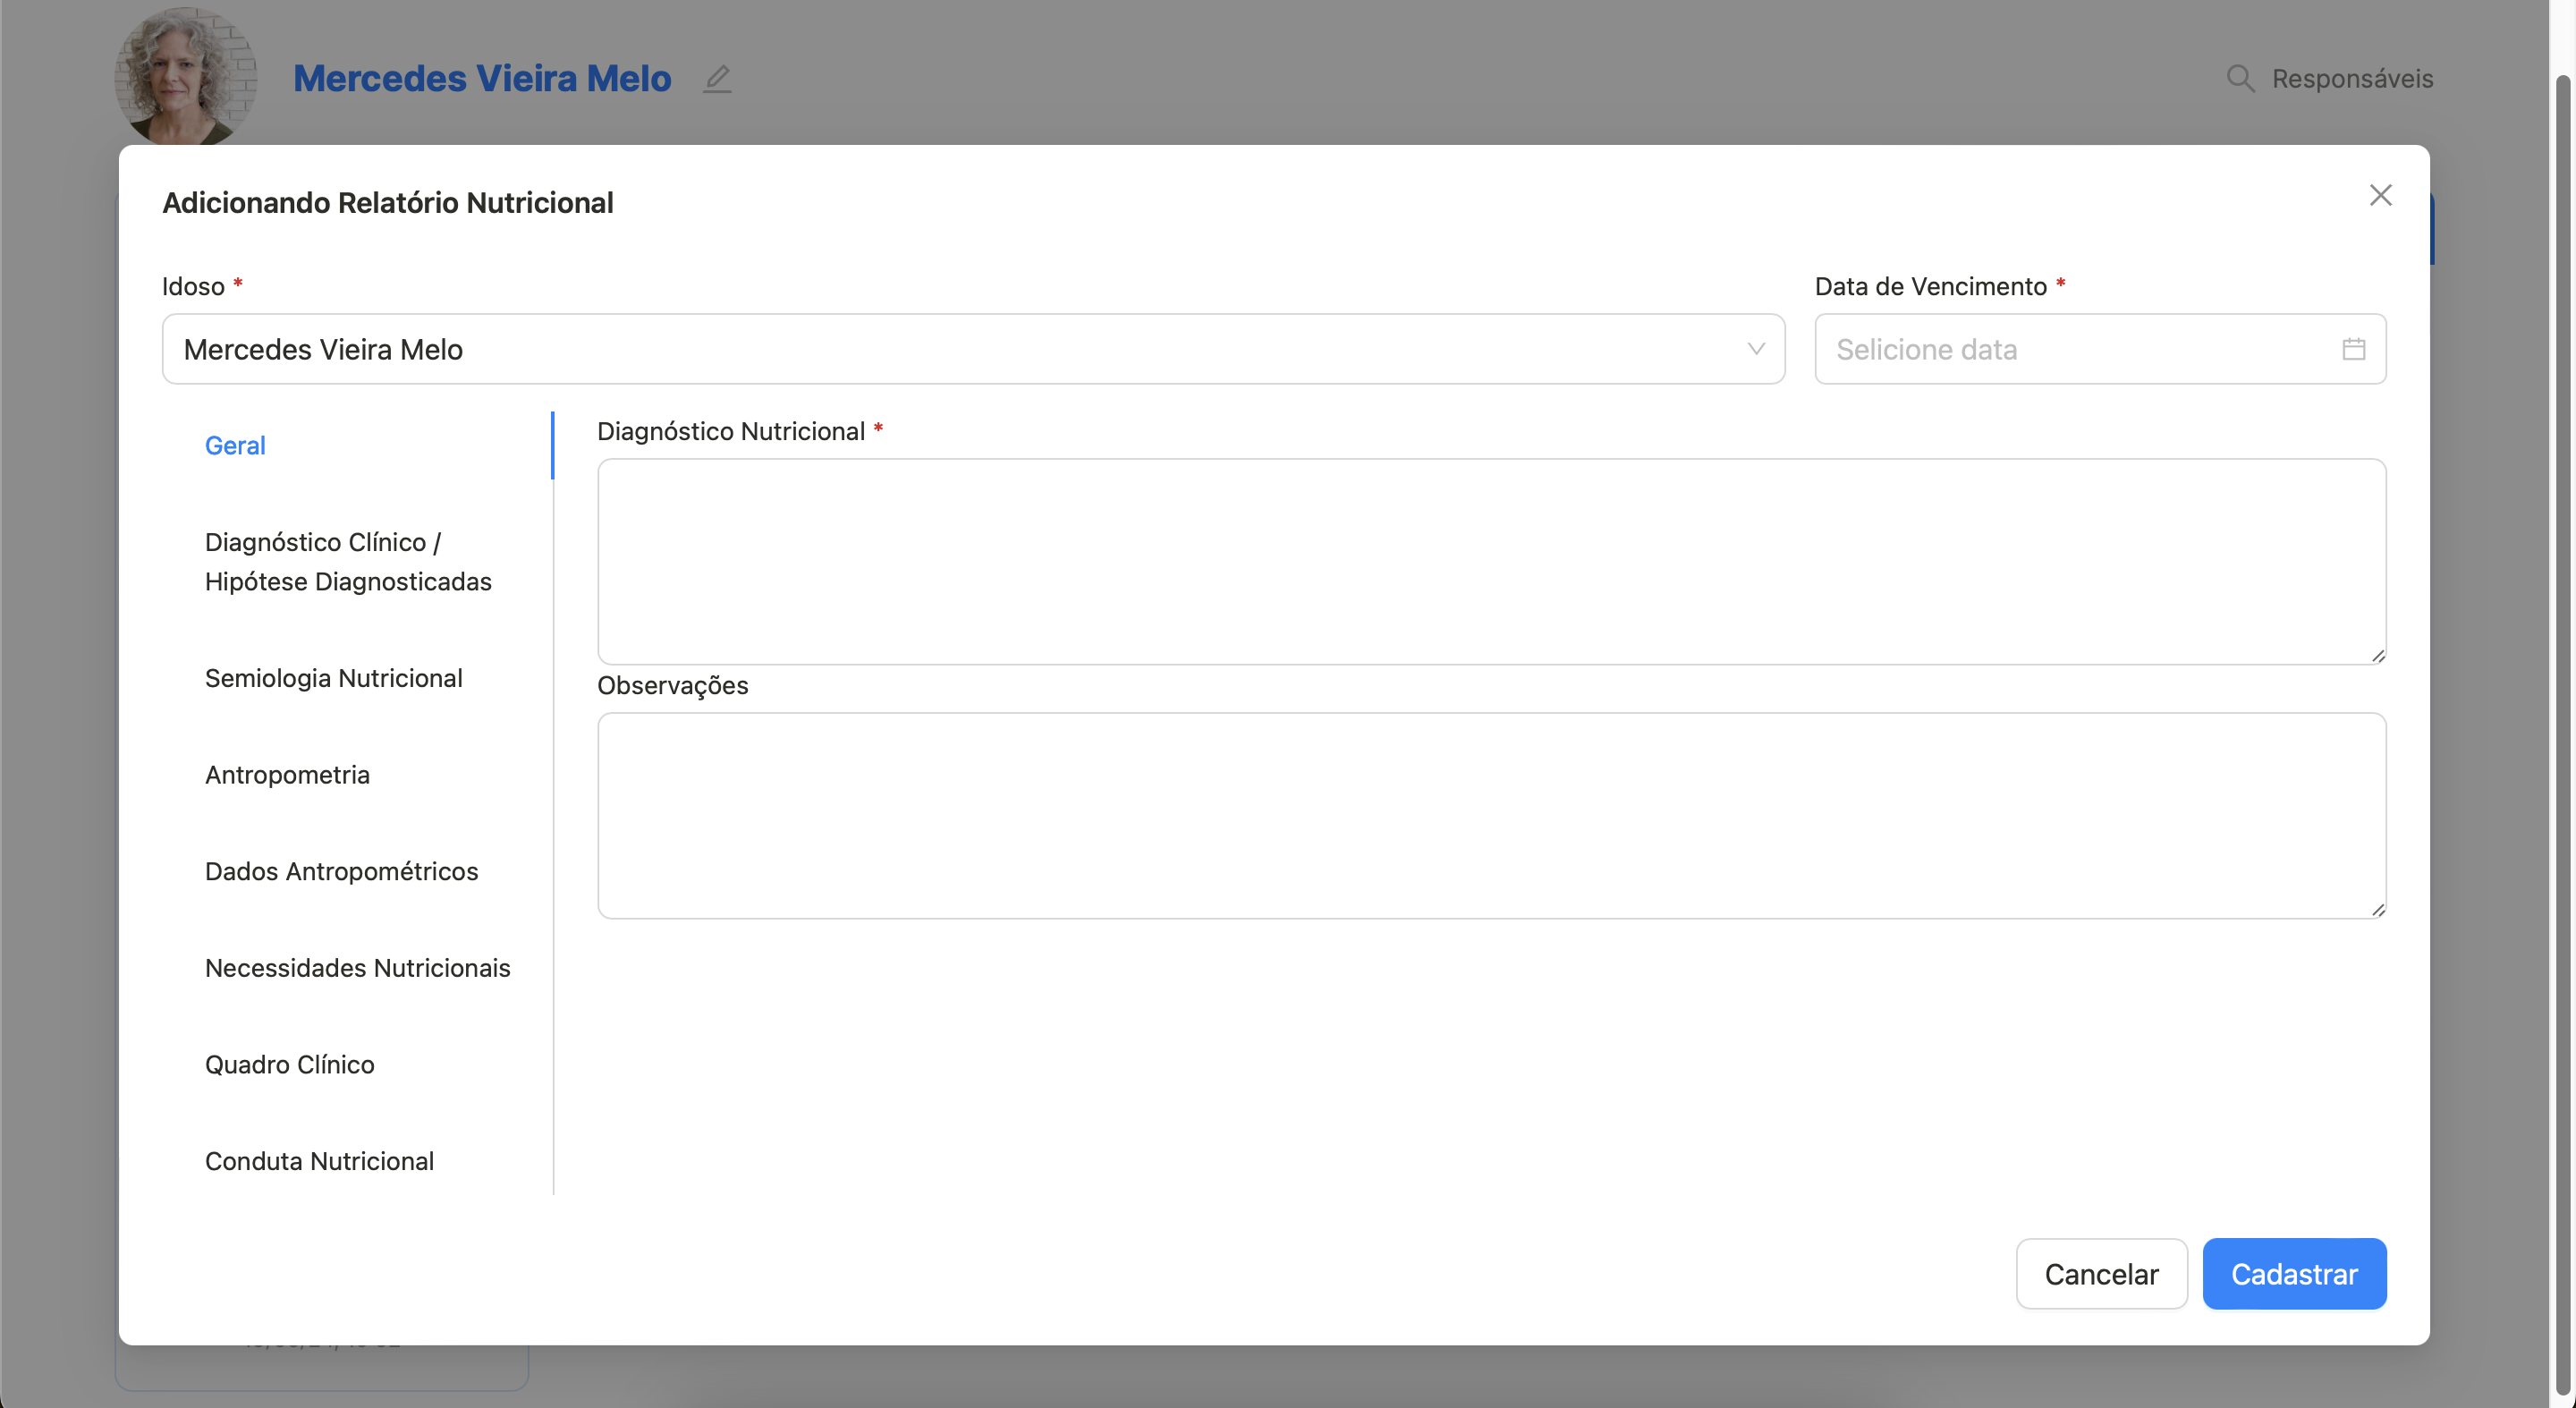 Mercedes Vieira Melo
Responsáveis
Adicionando Relatório Nutricional
Idoso *
Data de Vencimento *
Mercedes Vieira Melo
Selicione data
Geral
Diagnóstico Clínico /
Hipótese Diagnosticadas
Semiologia Nutricional
Antropometria
Dados Antropométricos
Necessidades Nutricionais
Quadro Clínico
Conduta Nutricional
Diagnóstico Nutricional *
Observações
Cancelar
Cadastrar